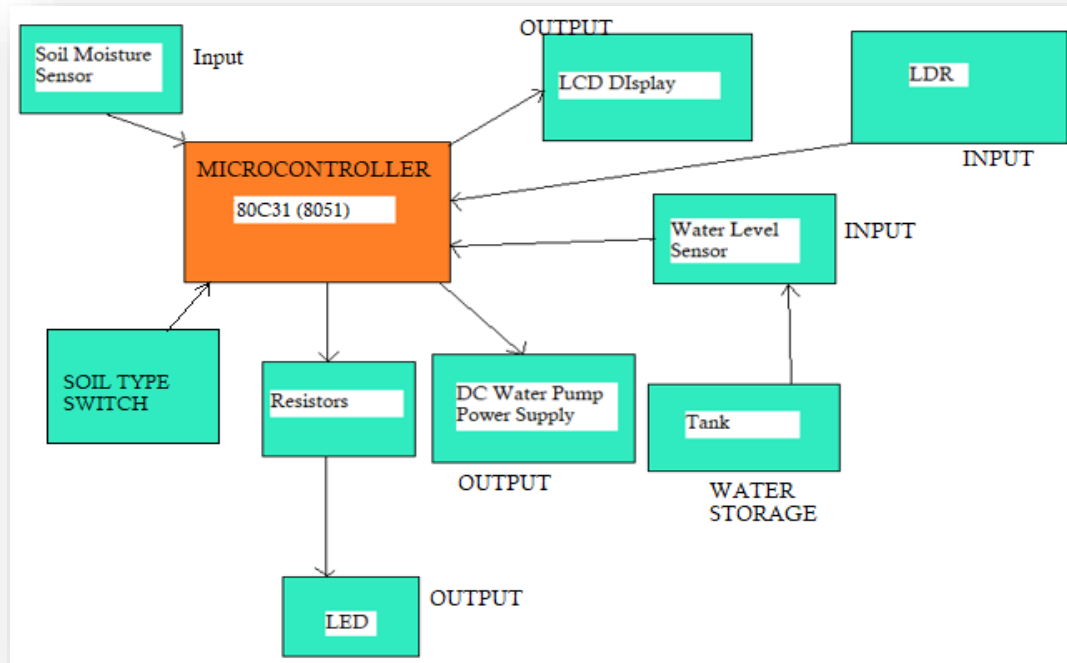 OUTPUT
Soil Moisture
Sensor
Input
LCD DIsplay
LDR
INPUT
MICROCONTROLLER
80C31 (8051)
Water Level
Sensor
INPUT
SOIL TYPE
SWITCH
Resistors
DC Water Pump
Power Supply
OUTPUT
Tank
WATER
STORAGE
LED
OUTPUT